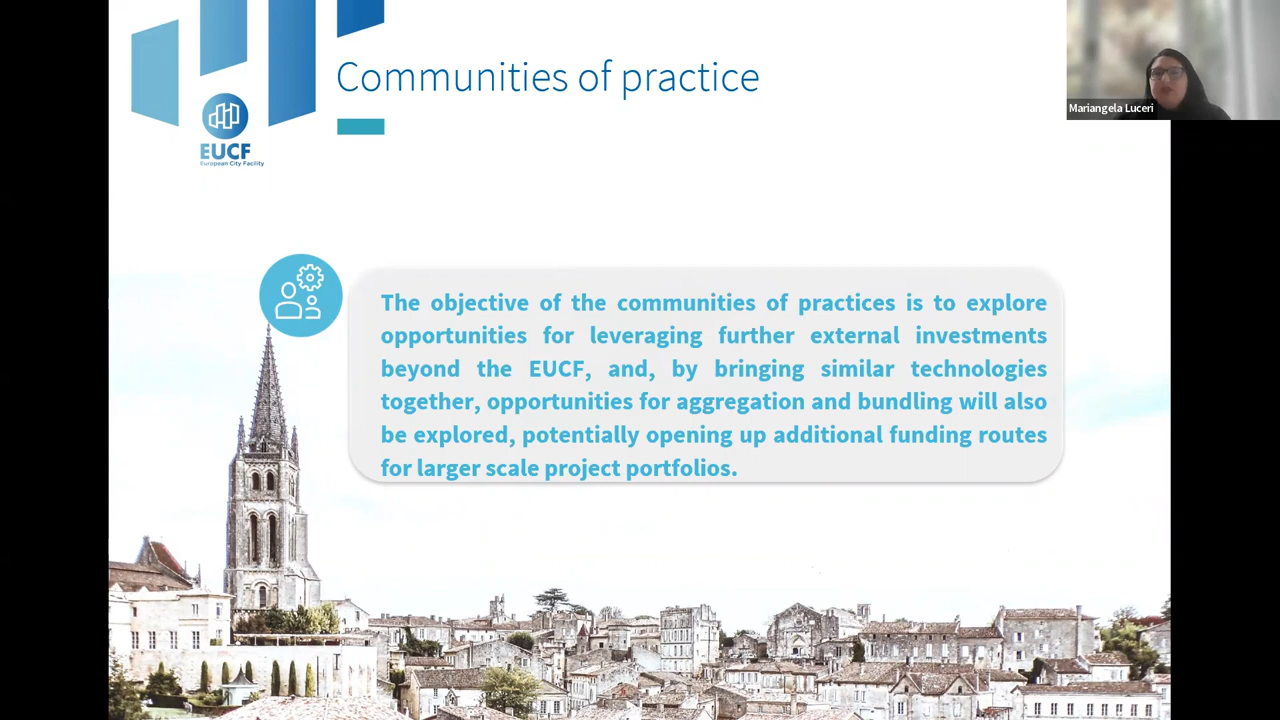 Communities of practice
Mariangela Luceri
EUCF
European City Facility
The objective of the communities of practices is to explore
opportunities for leveraging further external investments
beyond the EUCF, and, by bringing similar technologies
together, opportunities for aggregation and bundling will also
be explored, potentially opening up additional funding routes
for larger scale project portfolios.